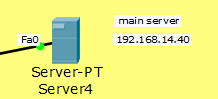 main server
Fa0
192.168.14.40
Server-PT
Server4